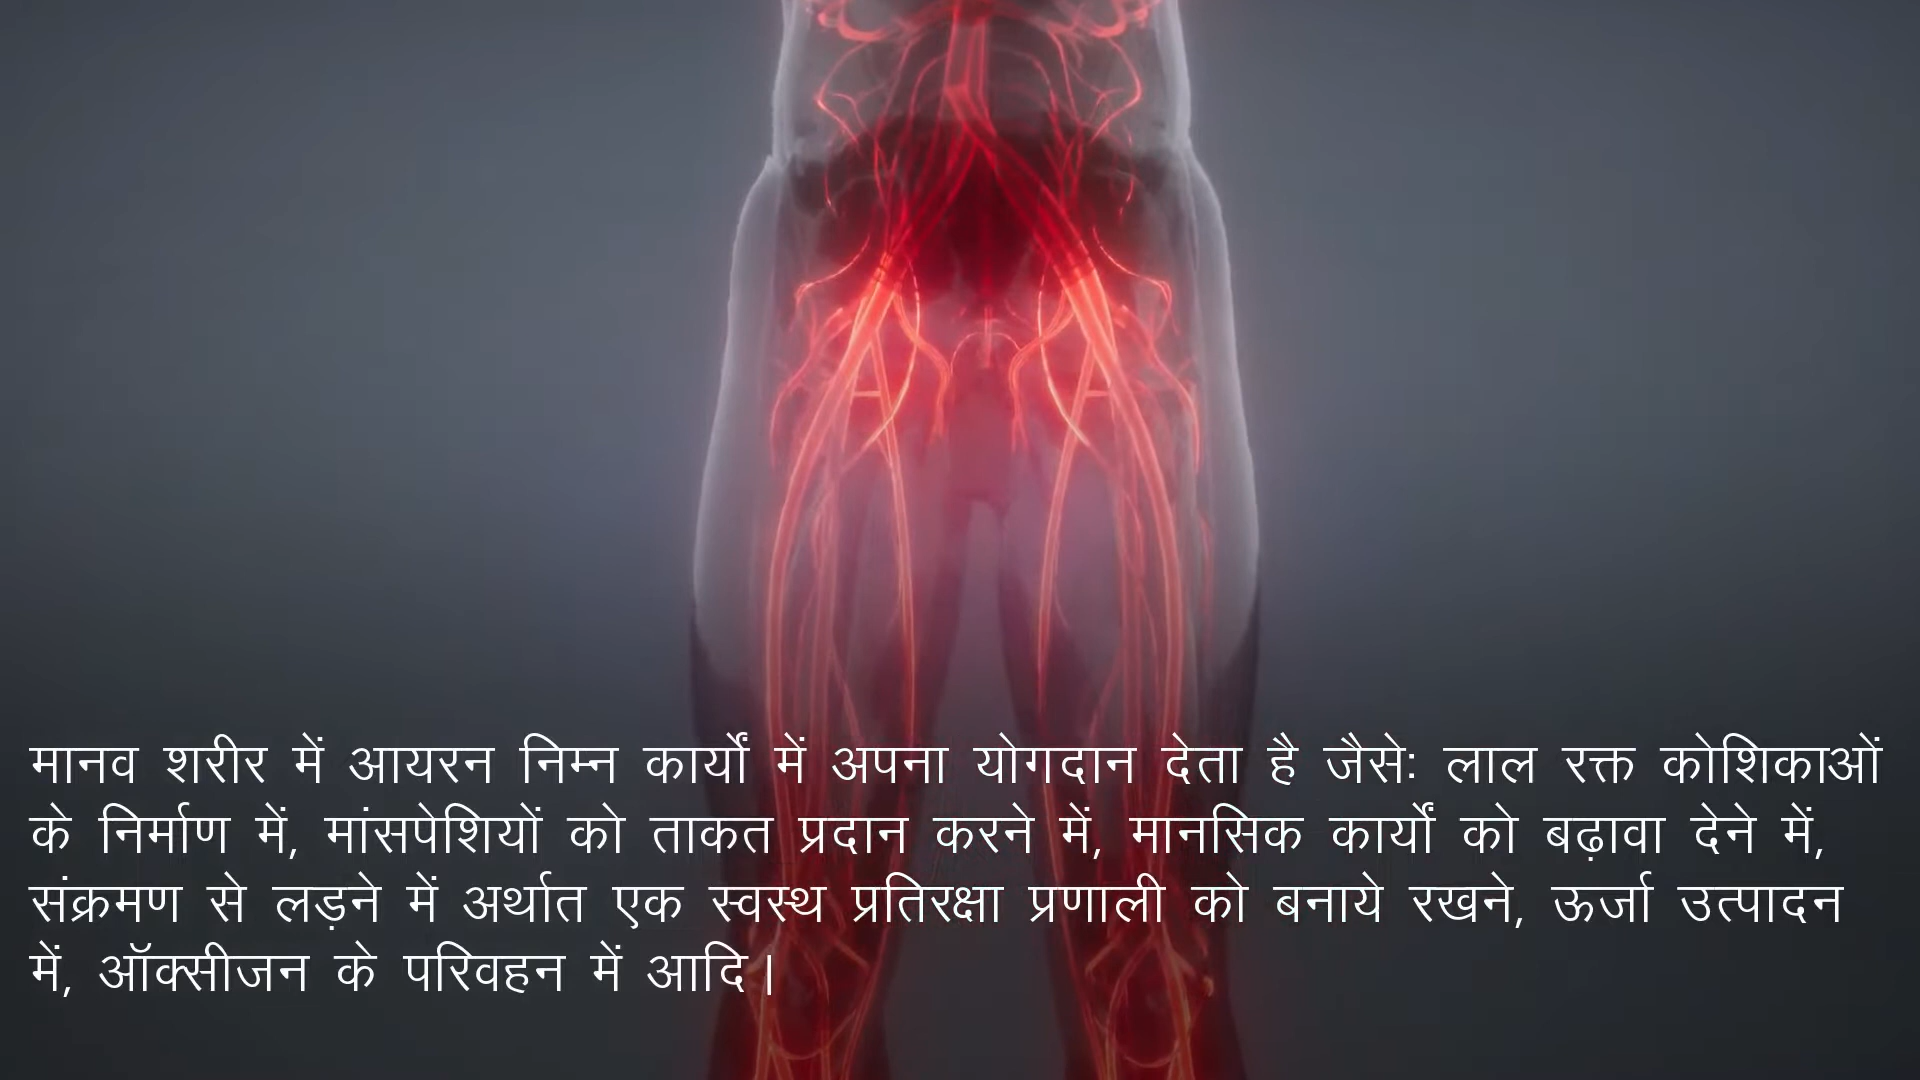 मानव शरीर में आयरन निम्न कार्यों में अपना योगदान देता है जैसेः लाल रक्त कोशिकाओं
के निर्माण में, मांसपेशियों को ताकत प्रदान करने में, मानसिक कार्यों को बढ़ावा देने में,
संक्रमण से लड़ने में अर्थात एक स्वस्थ प्रतिरक्षा प्रणाली को बनाये रखने, ऊर्जा उत्पादन
में, ऑक्सीजन के परिवहन में आदि।